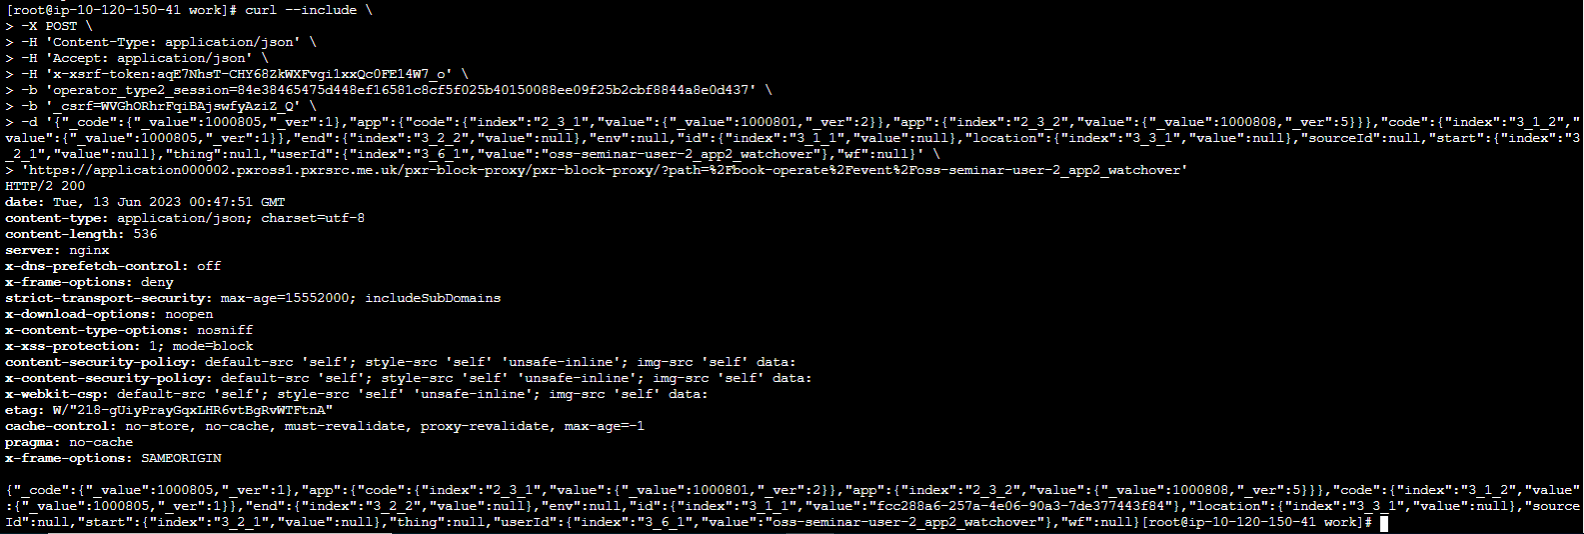 [root@ip-10-120-150-41 work]# curl --include \
> -X POST \
> -H 'Content-Type: application/json' \
> -H 'Accept: application/json' \
> -H 'x-xsrf-token:aqE7NhsT-CHY68ZkWXFvgi1xxQc0FE14W7_o' \
> -b 'operator_type2_session=84e38465475d448ef16581c8cf5f025b40150088ee09f25b2cbf8844a8e0d437' \
> -b '_csrf=WVGhORhrFqiBAjswfyAziZ_Q' \
> -d '{"_code":{"_value":1000805,"_ver":1},"app":{"code":{"index":"2_3_1","value":{"_value":1000801,"_ver":2}},"app":{"index":"2_3_2","value":{"_value":1000808,"_ver":5}}},"code":{"index":"3_1_2","
value":{"_value":1000805,"_ver":1}},"end":{"index":"3_2_2","value":null},"env":null,"id":{"index":"3_1_1","value":null},"location":{"index":"3_3_1","value":null},"sourceId":null,"start":{"index":"3
_2_1","value":null},"thing":null,"userId":{"index":"3_6_1","value":"oss-seminar-user-2_app2_watchover"},"wf":null}' \
> 'https://application000002.pxross1.pxrsrc.me.uk/pxr-block-proxy/pxr-block-proxy/?path=%2Fbook-operate%2Fevent%2Foss-seminar-user-2_app2_watchover'
HTTP/2 200
date: Tue, 13 Jun 2023 00:47:51 GMT
content-type: application/json; charset=utf-8
content-length: 536
server: nginx
x-dns-prefetch-control: off
x-frame-options: deny
strict-transport-security: max-age=15552000; includeSubDomains
x-download-options: noopen
x-content-type-options: nosniff
x-xss-protection: 1; mode=block
content-security-policy: default-src 'self'; style-src 'self' 'unsafe-inline'; img-src 'self' data:
x-content-security-policy: default-src 'self'; style-src 'self' 'unsafe-inline'; img-src 'self' data:
x-webkit-csp: default-src 'self'; style-src 'self' 'unsafe-inline'; img-src 'self' data:
etag: W/"218-gUiyPrayGqxLHR6vtBgRvWTFtnA"
cache-control: no-store, no-cache, must-revalidate, proxy-revalidate, max-age=-1
pragma: no-cache
x-frame-options: SAMEORIGIN
{"_code":{"_value":1000805,"_ver":1},"app":{"code":{"index":"2_3_1","value":{"_value":1000801,"_ver":2}},"app":{"index":"2_3_2","value":{"_value":1000808,"_ver":5}}},"code":{"index":"3_1_2","value"
:{"_value":1000805,"_ver":1}},"end":{"index":"3_2_2","value":null},"env":null,"id":{"index":"3_1_1","value":"fcc288a6-257a-4e06-90a3-7de377443f84"},"location":{"index":"3_3_1","value":null},"source
Id":null,"start":{"index":"3_2_1","value":null},"thing":null,"userId":{"index":"3_6_1","value":"oss-seminar-user-2_app2_watchover"},"wf":null}[root@ip-10-120-150-41 work]#